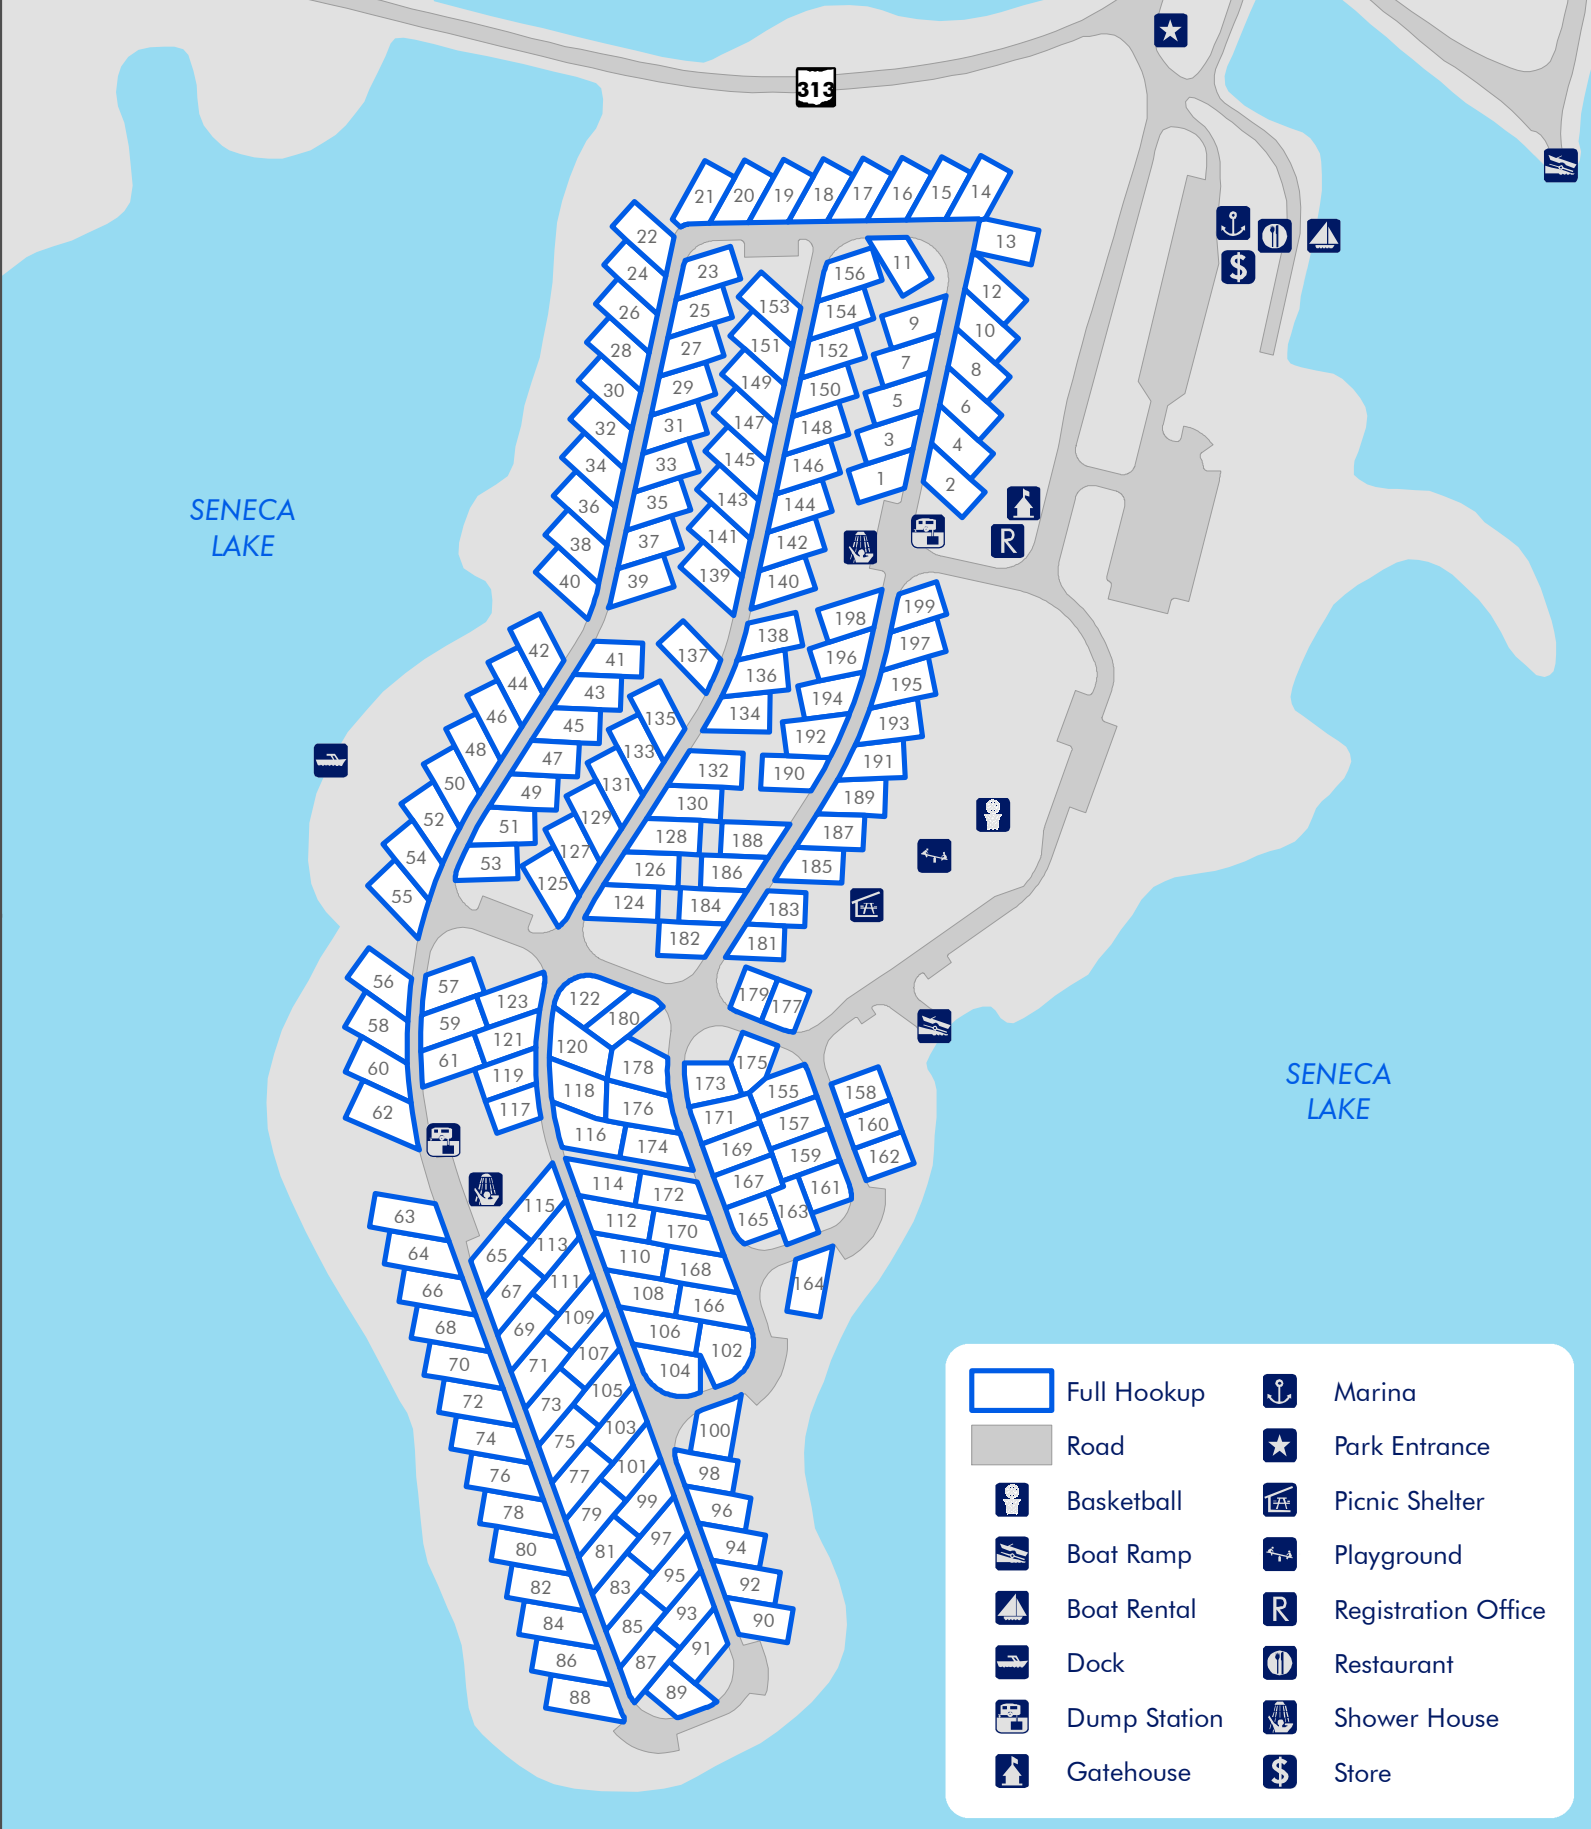 313
21 20 19 18 17 16 15 14
22
13
24 23 11
156
26 25 153 12
154
28 27 151 9 10
152
30 29 149 7 8
150
32 31 147 5 6
148
34 33 145 3 4
146
36 35 143 1 2
144
38 37 141
142
R
40 39 139 140
SENECA
LAKE
199
198
42 41 137 138 197
196
44 43 136 195
194
46 45 135 134 193
192
48 47 133 132 191
190
50 49 131 130 189
52 51 129 128 188 187
54 53 127 126 186 185
55 125 124 184 183
182 181
$
56 57 123 122 179 177
58 59 121 180
120
60 61 119 178 175
118 173 155 158
62 117 176 171 157 160
116 174 169 159 162
SENECA
LAKE
63 115 114 172 167 161
64 65 113 112 170 165 163
66 67 111 110 168 164
68 69 109 108 166
70 71 107 106 102
104
72 73 105
74 75 103 100
76 77 101 98
78 79 99 96
80 81 97 94
82 83 95 92
84 85 93 90
86 87 91
88 89
Full Hookup
Road
Basketball
Boat Ramp
Boat Rental
Dock
Dump Station
Gatehouse
Marina
Park Entrance
Picnic Shelter
Playground
R Registration Office
Restaurant
Shower House
$ Store